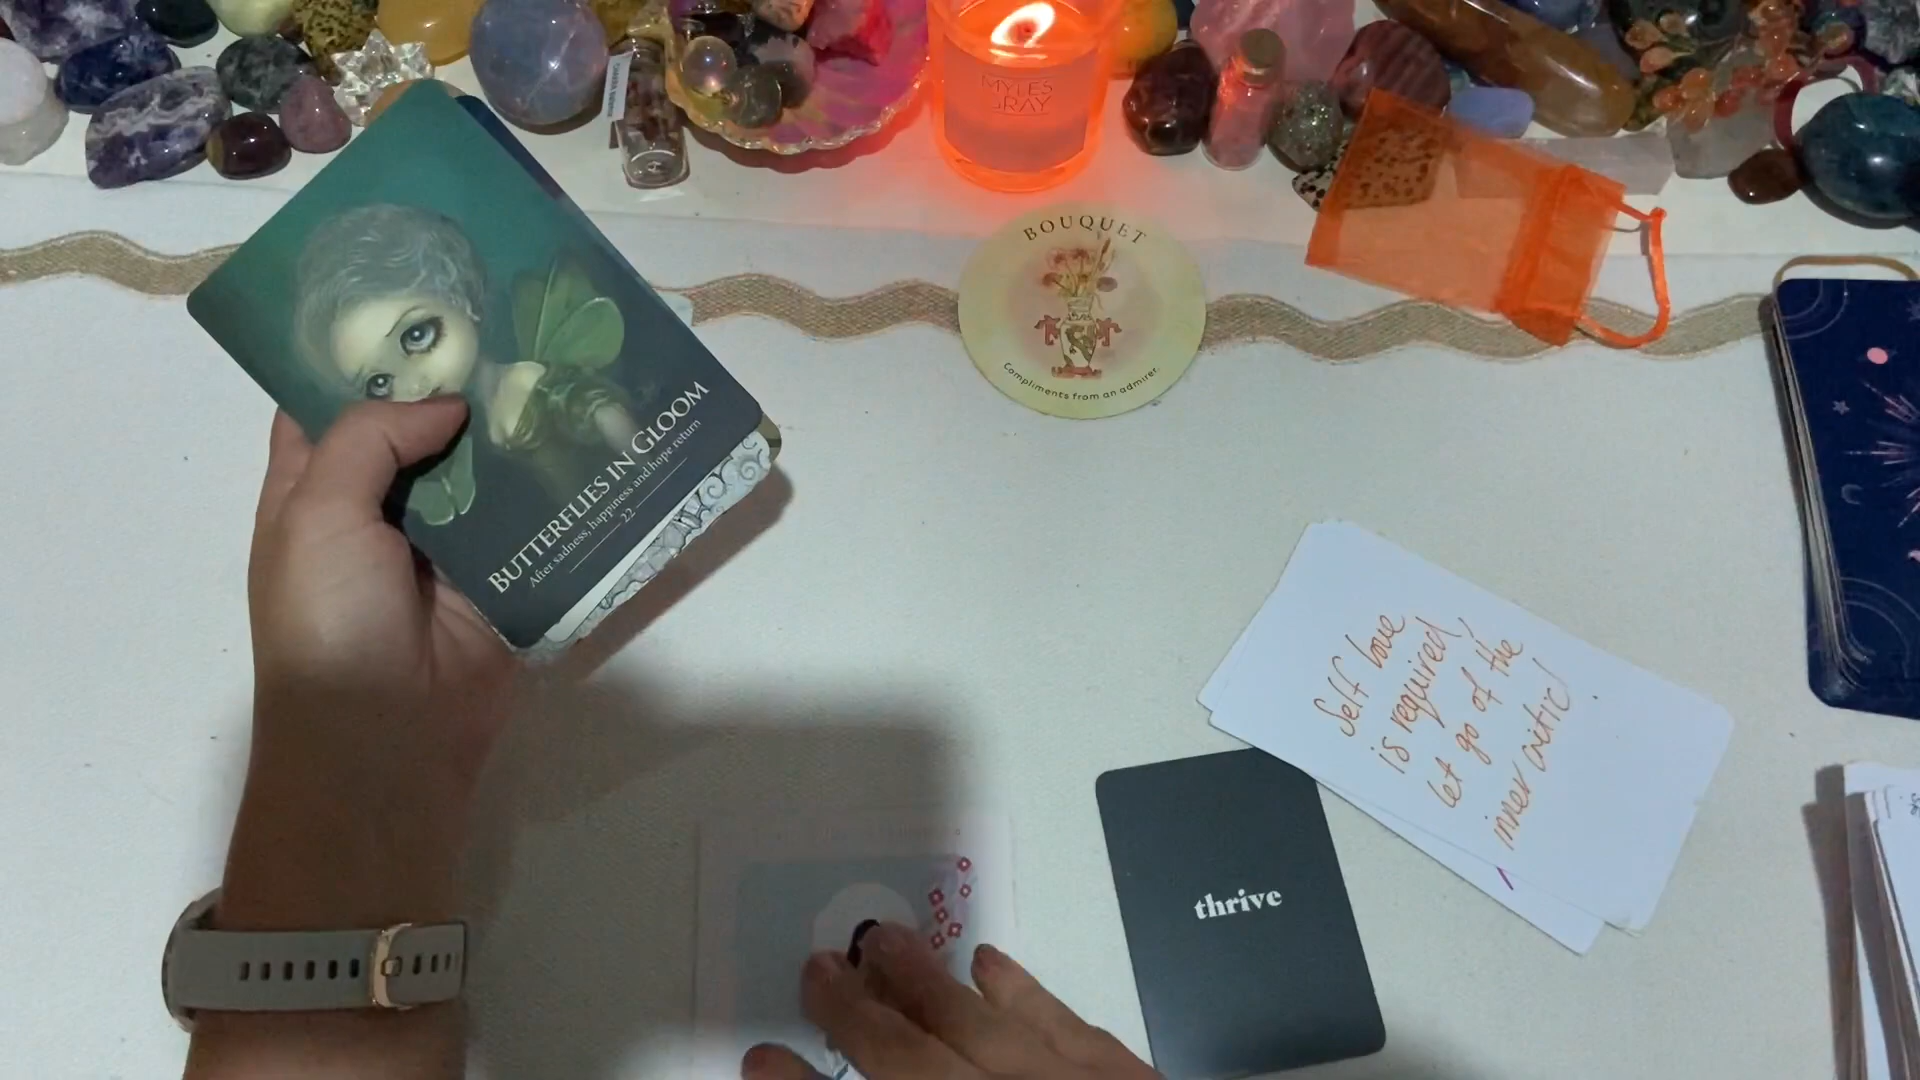 MYLES
GRAY
BOUQUET
Compliments from an admirer.
BUTTERFLIES IN GLOOM
After sadness, happiness and hope return
22
Self love
is required,
let go of the
inner critic!
thrive